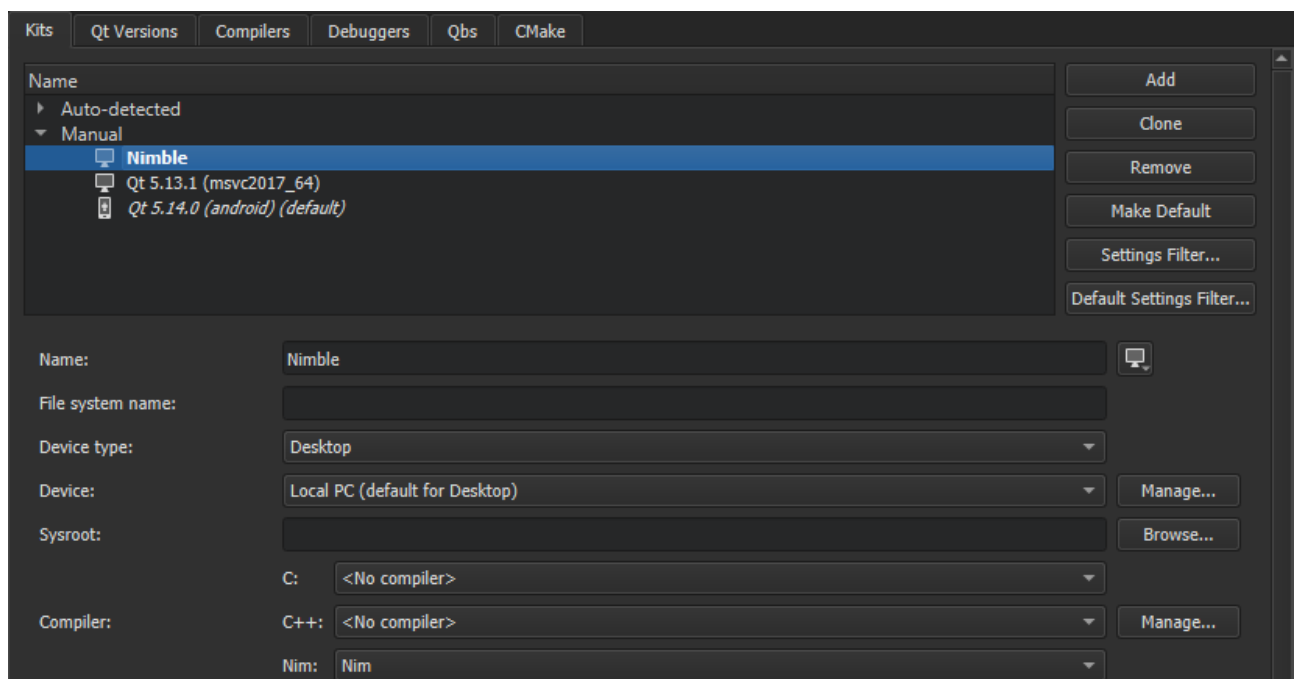 Kits Qt Versions Compilers Debuggers Qbs CMake
Name
Auto-detected
Manual
Nimble
Qt 5.13.1 (msvc2017_64)
Qt 5.14.0 (android) (default)
Add
Clone
Remove
Make Default
Settings Filter...
Default Settings Filter...
Name: Nimble
File system name:
Device type: Desktop
Device: Local PC (default for Desktop) Manage...
Sysroot: Browse...
C: <No compiler>
Compiler: C++: <No compiler> Manage...
Nim: Nim